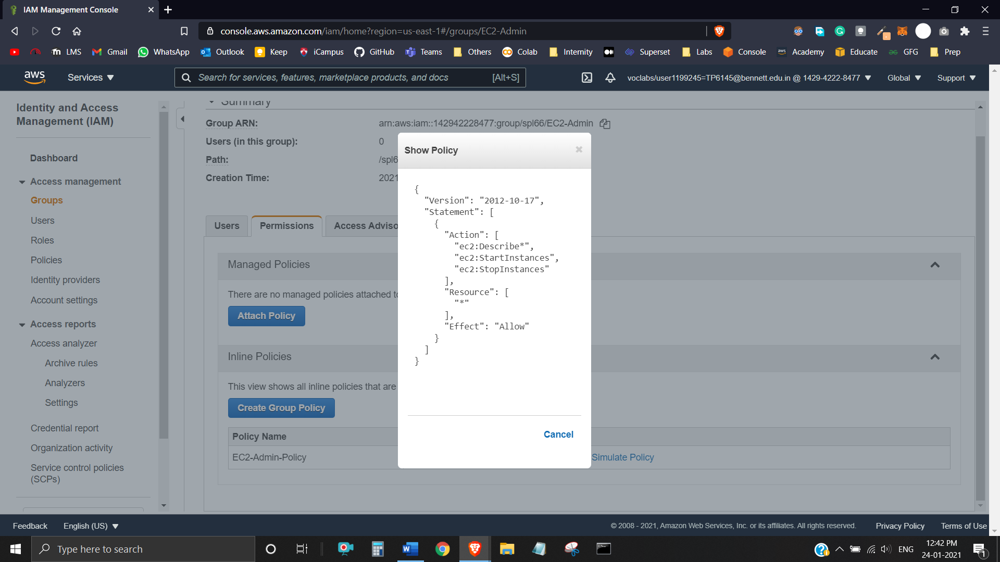 IAM Management Console
console.aws.amazon.com/iam/home?region=us-east-1#/groups/EC2-Admin
LMS Gmail WhatsApp Outlook Keep iCampus GitHub Teams Others Colab Internity Superset Labs Console Academy Educate GFG Prep
aws Services Search for services, features, marketplace products, and docs [Alt+S] voclabs/user1199245=TP6145@bennett.edu.in @ 1429-4222-8477 Global Support
Identity and Access
Management (IAM)
Dashboard
Access management
Groups
Users
Roles
Policies
Identity providers
Account settings
Access reports
Access analyzer
Archive rules
Analyzers
Settings
Credential report
Organization activity
Service control policies
(SCPs)
Summary
Group ARN: arn:aws:iam::142942228477:group/spl66/EC2-Admin
Users (in this group): 0
Path: /spl6
Creation Time: 2021
Users Permissions Access Adviso
Managed Policies
There are no managed policies attached to
Attach Policy
Inline Policies
This view shows all inline policies that are
Create Group Policy
Policy Name
EC2-Admin-Policy Simulate Policy
Show Policy
{
"Version": "2012-10-17",
"Statement": [
{
"Action": [
"ec2:Describe*",
"ec2:StartInstances",
"ec2:StopInstances"
],
"Resource": [
"*"
],
"Effect": "Allow"
}
]
}
Cancel
Feedback English (US) © 2008 - 2021, Amazon Web Services, Inc. or its affiliates. All rights reserved. Privacy Policy Terms of Use
Type here to search ENG 12:42 PM
24-01-2021 1